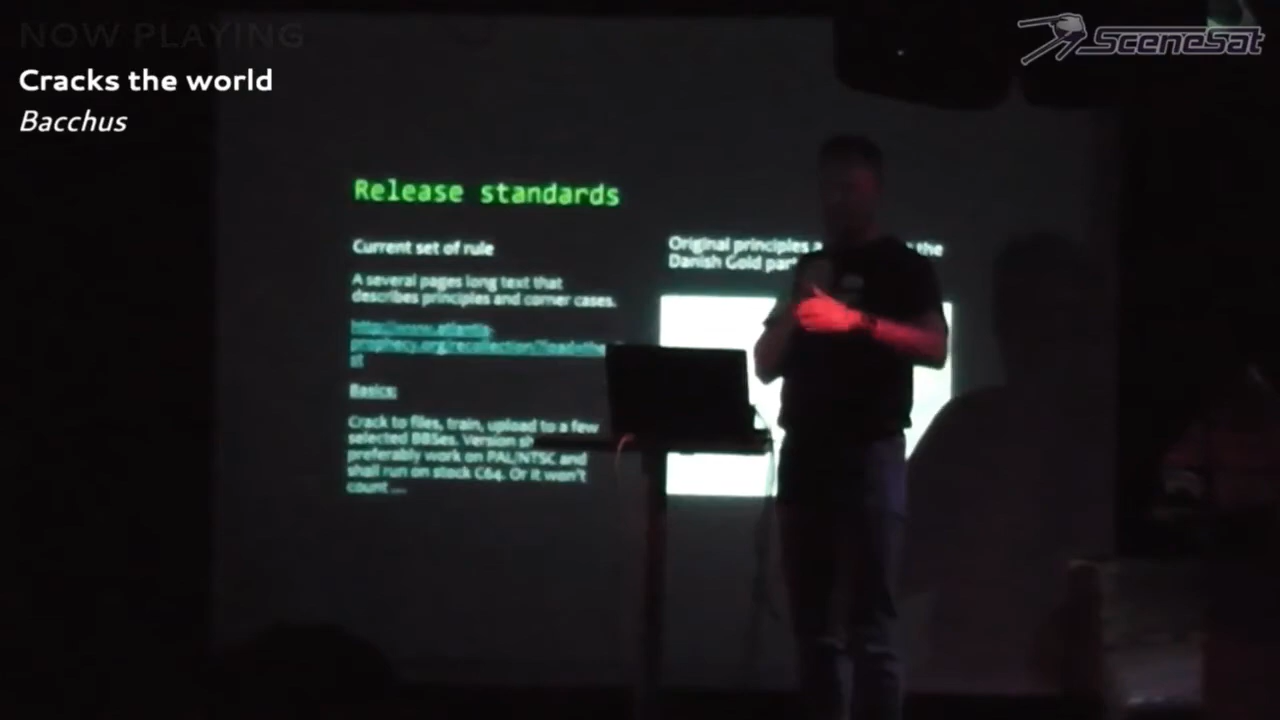 NOW PLAYING
Cracks the world
Bacchus
SceneSat
Release standards
Current set of rule
A several pages long text that
describes principles and corner cases.
Basics:
Crack to files, train, upload to a few
selected BBSes. Version
preferably work on PAL/NTSC and
shall run on stock C64. Or it won't
count ...
Original principles the
Danish Gold